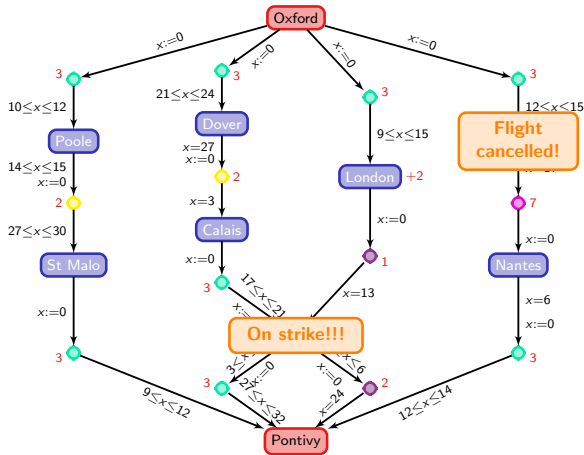 Oxford
x:=0
x:=0
x:=0
x:=0
3
3
3
3
10≤x≤12
21≤x≤24
9≤x≤15
12≤x≤15
Poole
Dover
London
+2
Flight
cancelled!
14≤x≤15
x:=0
x=27
x:=0
2
2
7
27≤x≤30
x=3
x:=0
x:=0
St Malo
Calais
Nantes
1
x:=0
x:=0
3
17≤x≤21
x=13
x=6
x:=0
On strike!!!
3
3
x:=0
x:=0
3
2
9≤x≤12
27≤x≤32
x=24
12≤x≤14
Pontivy